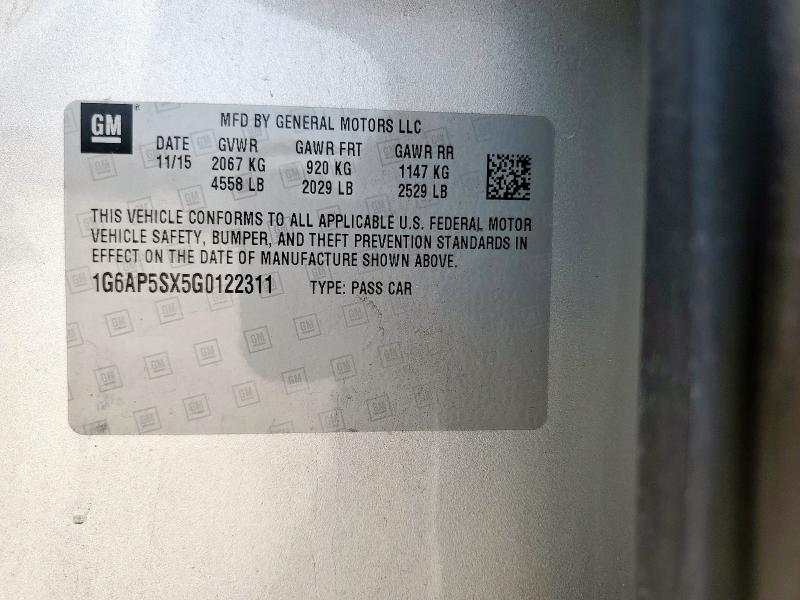 GM
MFD BY GENERAL MOTORS LLC
DATE GVWR GAWR FRT GAWR RR
11/15 2067 KG 920 KG 1147 KG
4558 LB 2029 LB 2529 LB
THIS VEHICLE CONFORMS TO ALL APPLICABLE U.S. FEDERAL MOTOR
VEHICLE SAFETY, BUMPER, AND THEFT PREVENTION STANDARDS IN
EFFECT ON THE DATE OF MANUFACTURE SHOWN ABOVE.
1G6AP5SX5G0122311 TYPE: PASS CAR